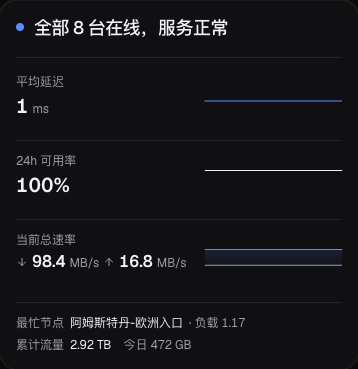 全部 8 台在线，服务正常
平均延迟
1 ms
24h 可用率
100%
当前总速率
↓ 98.4 MB/s ↑ 16.8 MB/s
最忙节点 阿姆斯特丹-欧洲入口 · 负载 1.17
累计流量 2.92 TB 今日 472 GB